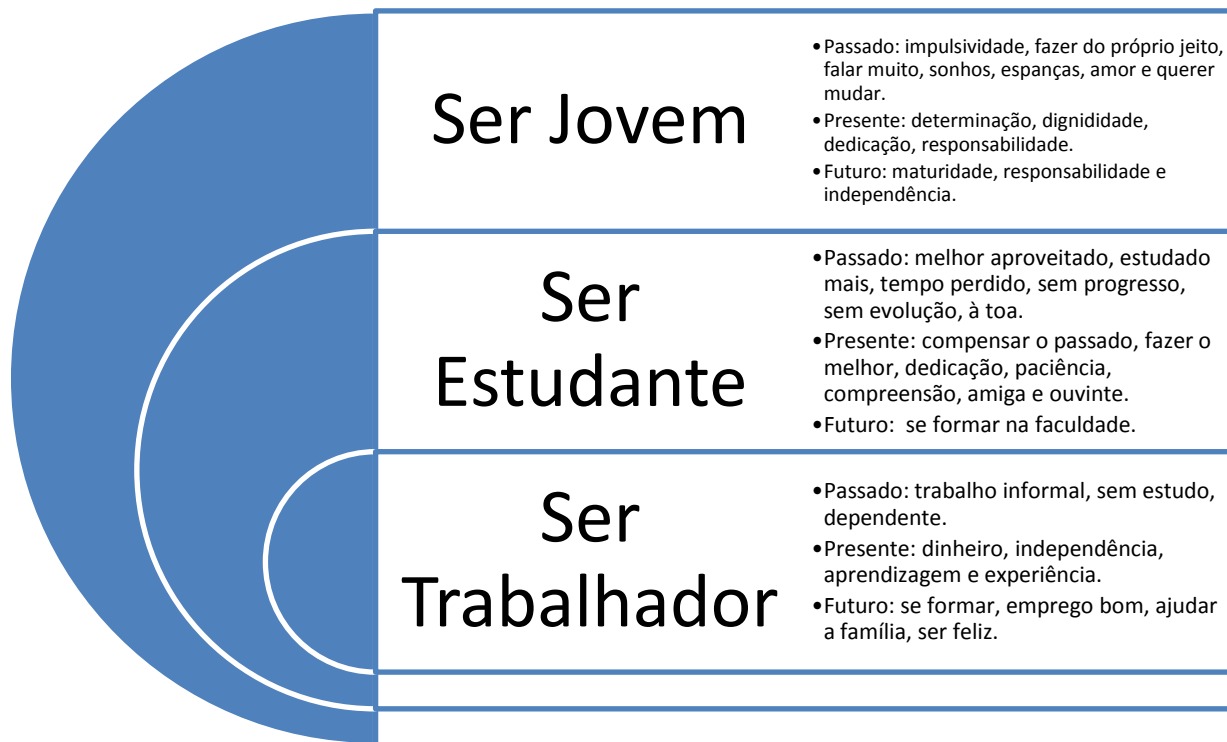 Ser Jovem
•Passado: impulsividade, fazer do próprio jeito,
falar muito, sonhos, espanças, amor e querer
mudar.
•Presente: determinação, dignididade,
dedicação, responsabilidade.
•Futuro: maturidade, responsabilidade e
independência.
Ser
Estudante
•Passado: melhor aproveitado, estudado
mais, tempo perdido, sem progresso,
sem evolução, à toa.
•Presente: compensar o passado, fazer o
melhor, dedicação, paciência,
compreensão, amiga e ouvinte.
•Futuro:  se formar na faculdade.
Ser
Trabalhador
•Passado: trabalho informal, sem estudo,
dependente.
•Presente: dinheiro, independência,
aprendizagem e experiência.
•Futuro: se formar, emprego bom, ajudar
a família, ser feliz.